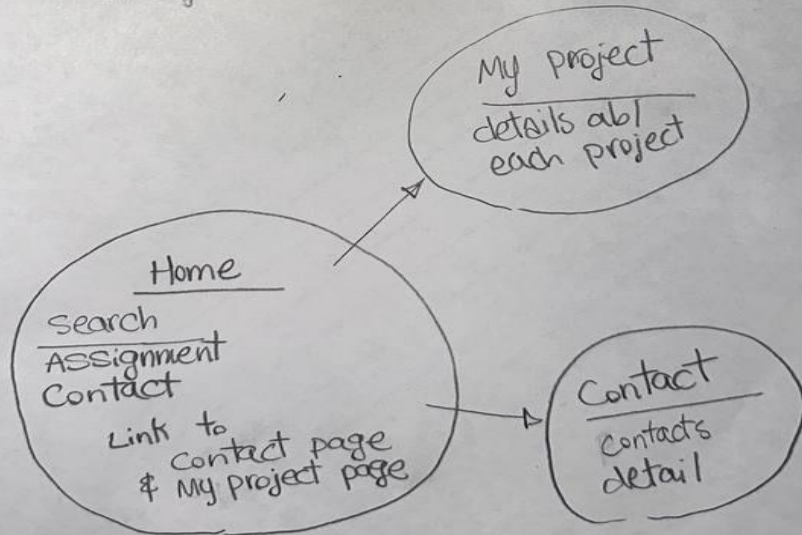 My project
details abt
each project
Home
Search
Assignment
Contact
Link to
Contact page
& My project page
Contact
contacts
detail